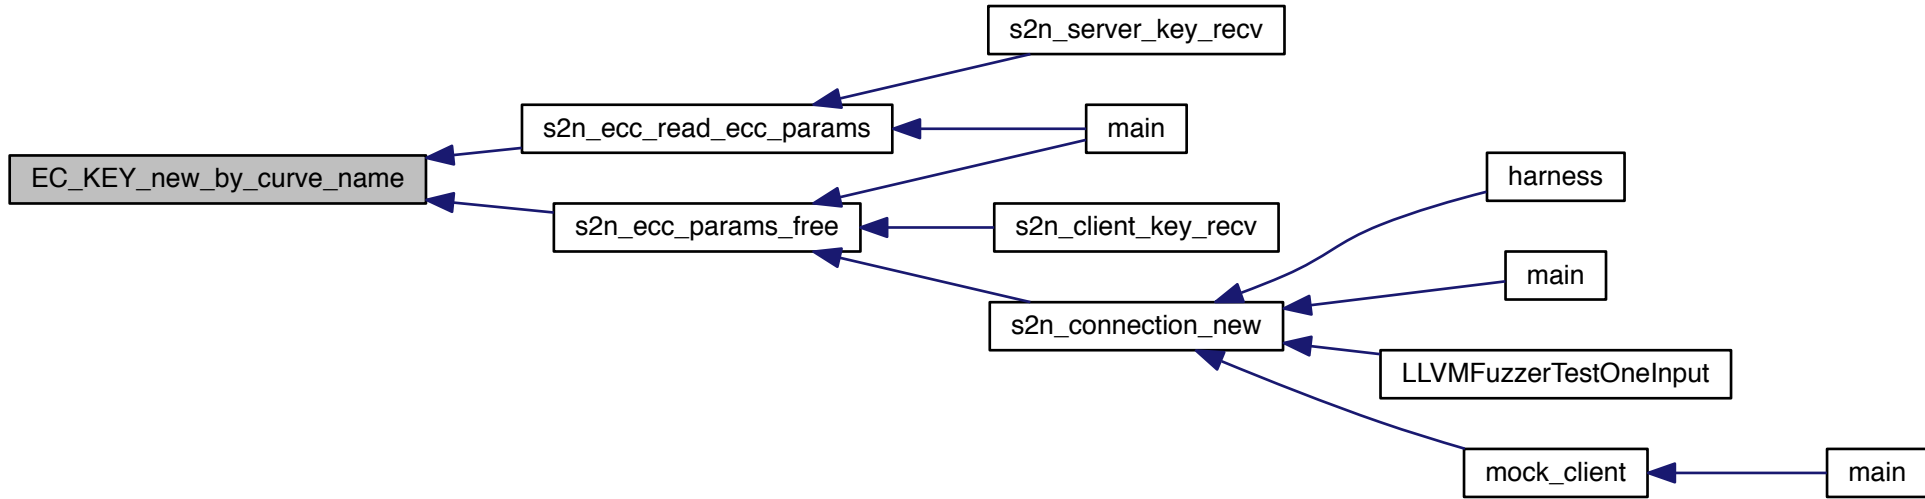 s2n_server_key_recv
s2n_ecc_read_ecc_params
main
EC_KEY_new_by_curve_name
harness
s2n_ecc_params_free
s2n_client_key_recv
main
s2n_connection_new
LLVMFuzzerTestOneInput
mock_client
main